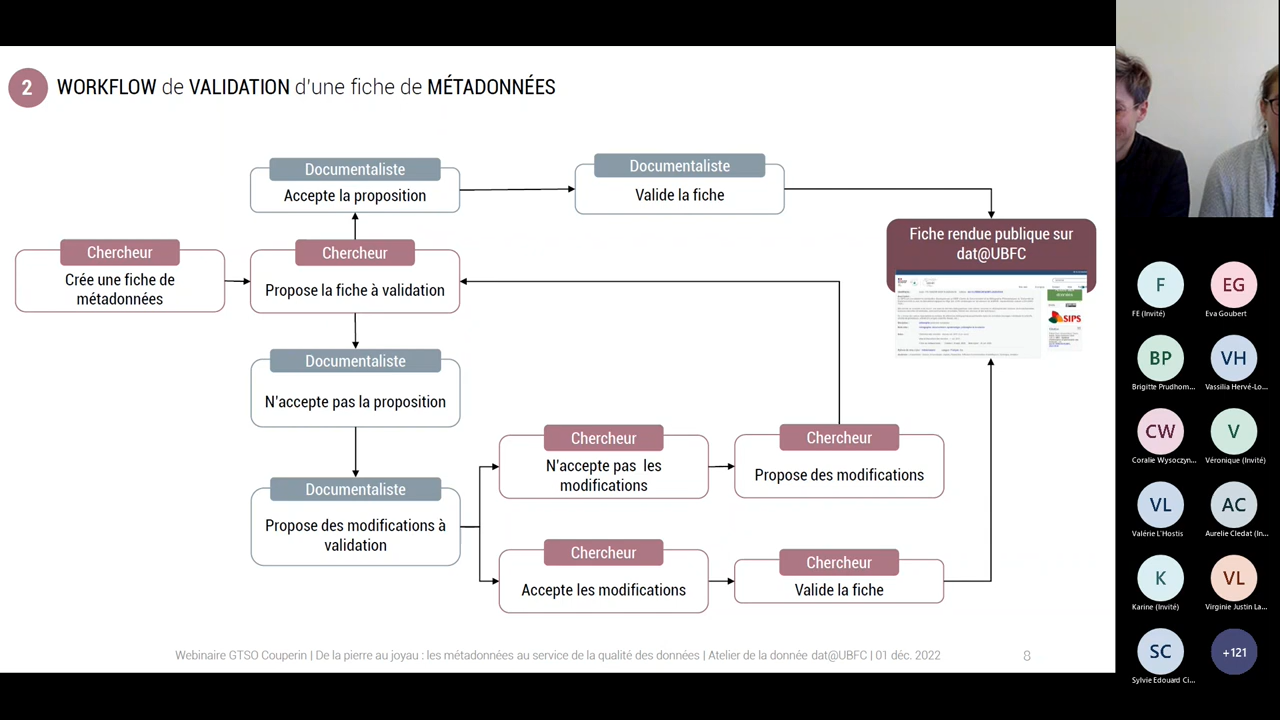 2
WORKFLOW de VALIDATION d'une fiche de MÉTADONNÉES
Documentaliste
Accepte la proposition
Documentaliste
Valide la fiche
Chercheur
Crée une fiche de
métadonnées
Chercheur
Propose la fiche à validation
Fiche rendue publique sur
dat@UBFC
SIPS
Documentaliste
N'accepte pas la proposition
Documentaliste
Propose des modifications à
validation
Chercheur
N'accepte pas les
modifications
Chercheur
Propose des modifications
Chercheur
Accepte les modifications
Chercheur
Valide la fiche
Webinaire GTSO Couperin | De la pierre au joyau : les métadonnées au service de la qualité des données | Atelier de la donnée dat@UBFC | 01 déc. 2022
8
F
FE (Invité)
EG
Eva Goubert
BP
Brigitte Prudhom...
VH
Vassilia Hervé-Lo...
CW
Coralie Wysoczyn...
V
Véronique (Invité)
VL
Valérie L'Hostis
AC
Aurelie Cledat (In...
K
Karine (Invité)
VL
Virginie Justin La...
SC
Sylvie Edouard Ci...
+121